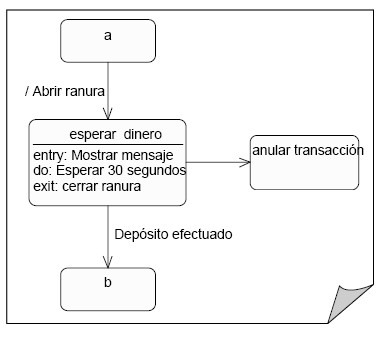 a
/ Abrir ranura
esperar dinero
entry: Mostrar mensaje
do: Esperar 30 segundos
exit: cerrar ranura
anular transacción
Depósito efectuado
b